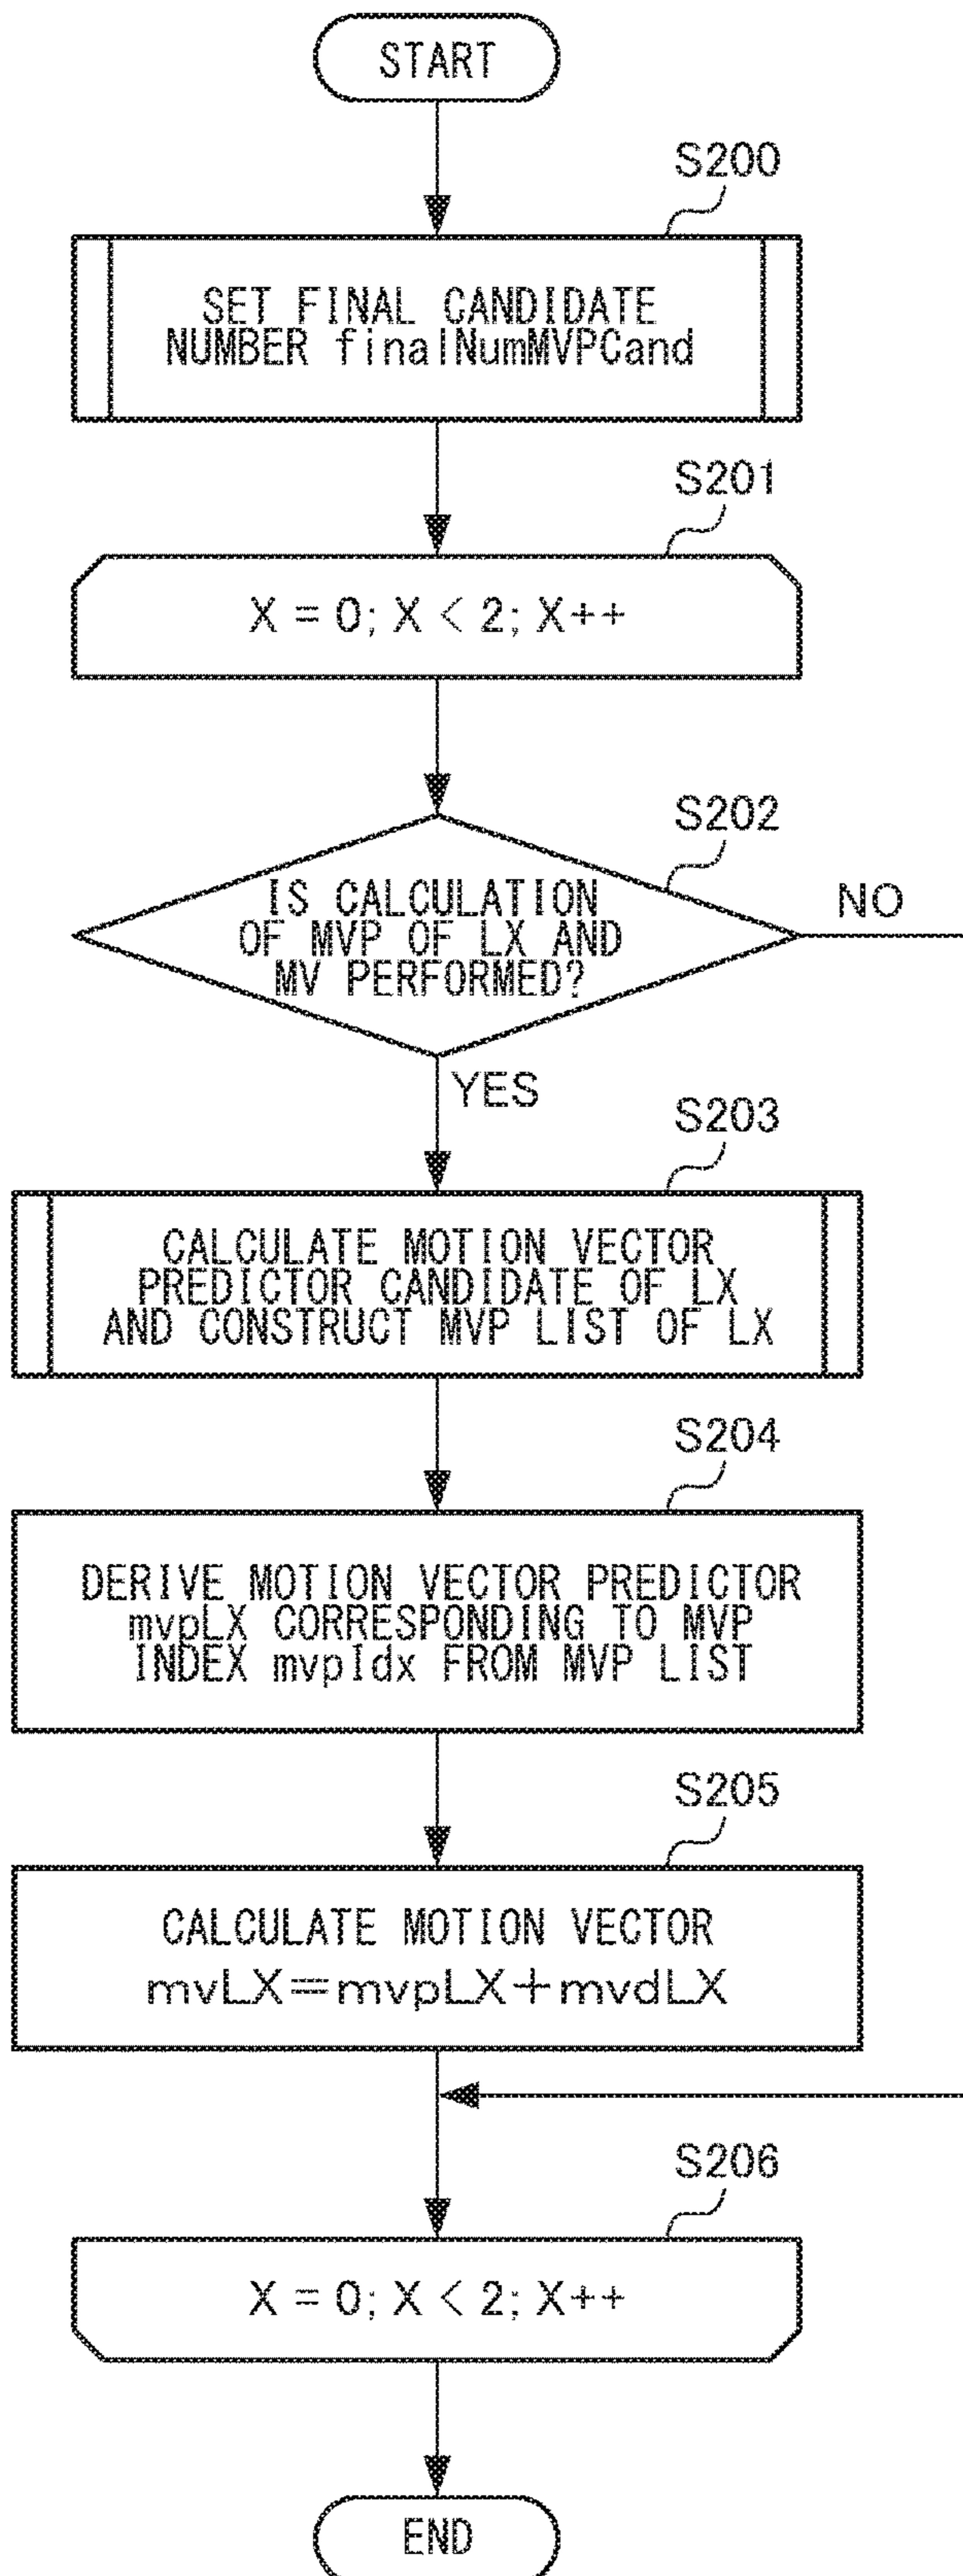 START
S200
SET FINAL CANDIDATE
NUMBER finalNumMVPCand
S201
X = 0; X < 2; X++
S202
IS CALCULATION
OF MVP OF LX AND
MV PERFORMED?
NO
YES
S203
CALCULATE MOTION VECTOR
PREDICTOR CANDIDATE OF LX
AND CONSTRUCT MVP LIST OF LX
S204
DERIVE MOTION VECTOR PREDICTOR
mvpLX CORRESPONDING TO MVP
INDEX mvpIdx FROM MVP LIST
S205
CALCULATE MOTION VECTOR
mvLX=mvpLX+mvdLX
S206
X = 0; X < 2; X++
END